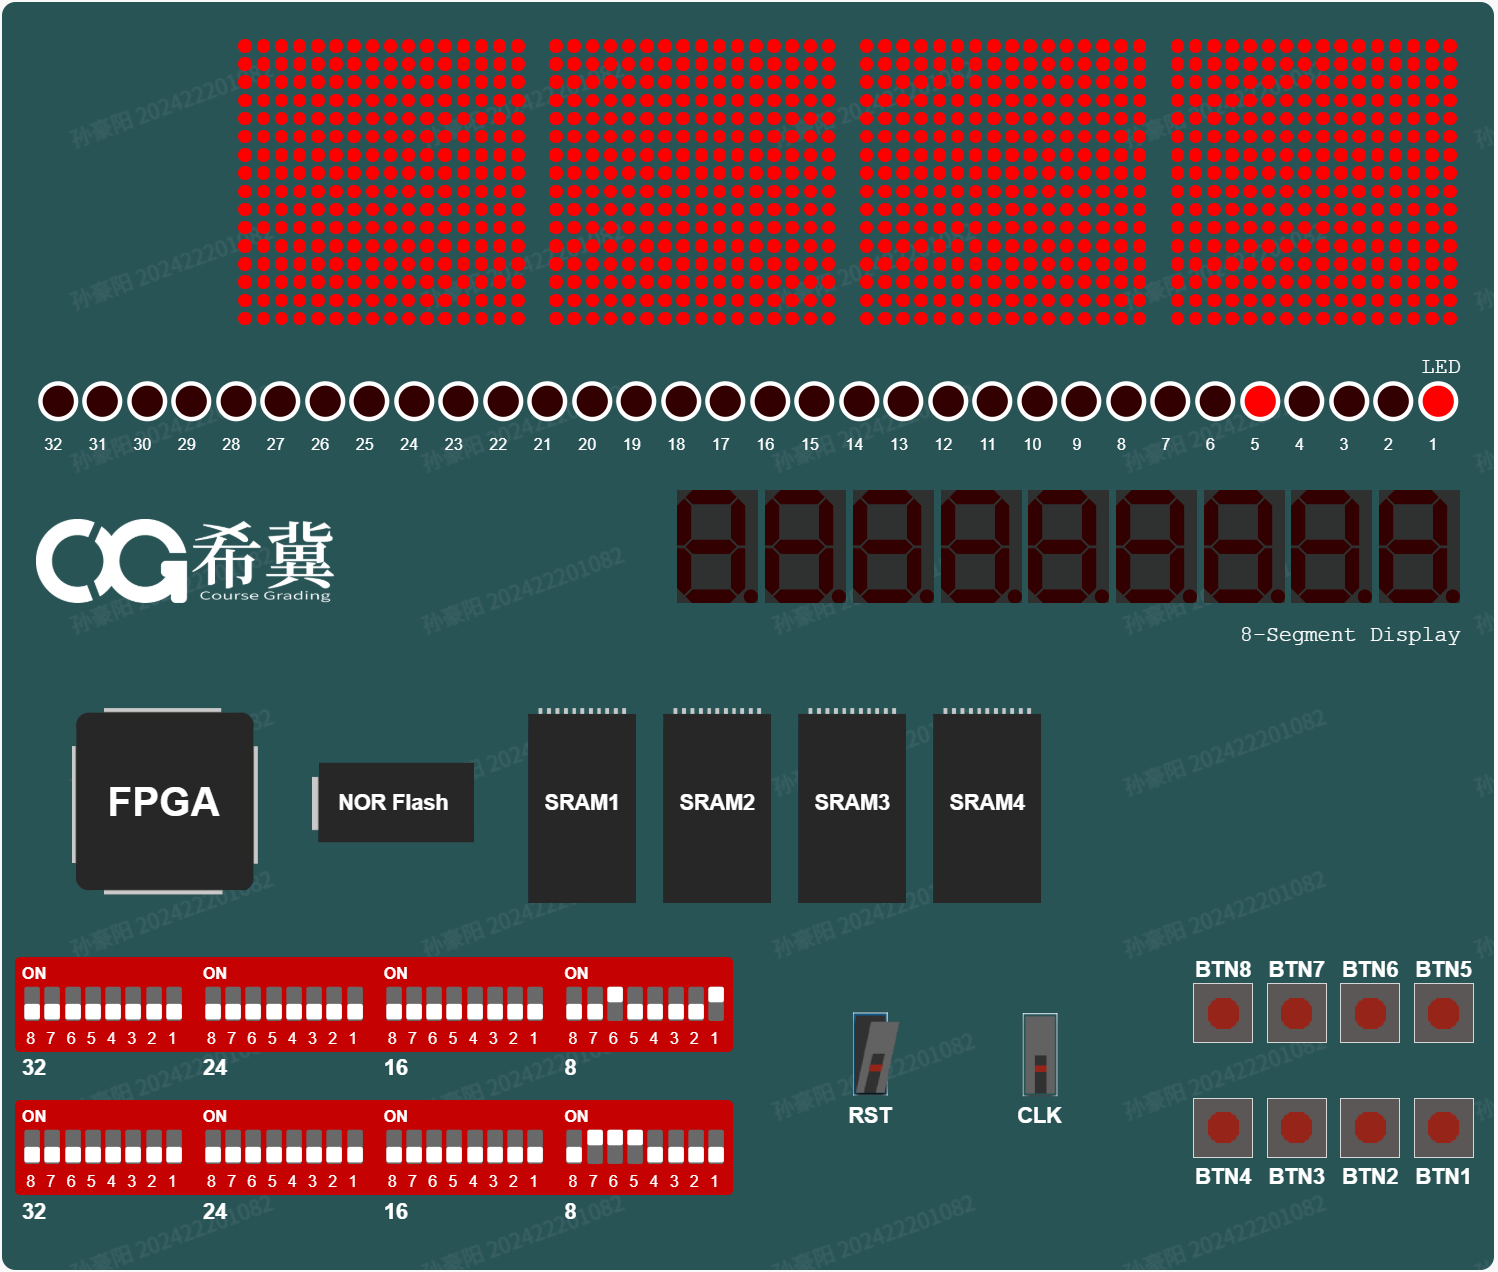 LED
32 31 30 29 28 27 26 25 24 23 22 21 20 19 18 17 16 15 14 13 12 11 10 9 8 7 6 5 4 3 2 1
CG 希冀
Course Grading
8-Segment Display
FPGA
NOR Flash
SRAM1
SRAM2
SRAM3
SRAM4
ON ON ON ON
8 7 6 5 4 3 2 1 8 7 6 5 4 3 2 1 8 7 6 5 4 3 2 1 8 7 6 5 4 3 2 1
32 24 16 8
ON ON ON ON
8 7 6 5 4 3 2 1 8 7 6 5 4 3 2 1 8 7 6 5 4 3 2 1 8 7 6 5 4 3 2 1
32 24 16 8
RST
CLK
BTN8 BTN7 BTN6 BTN5
BTN4 BTN3 BTN2 BTN1
孙豪阳 202422201082